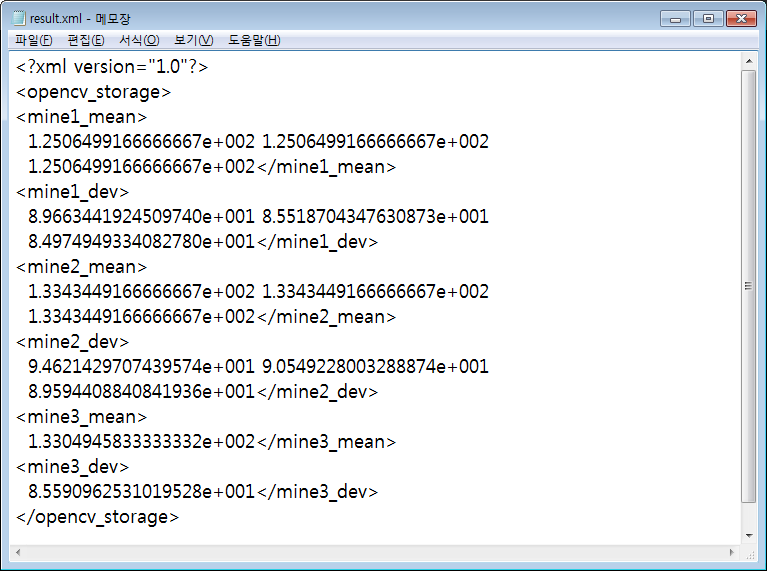 result.xml - 메모장
파일(F) 편집(E) 서식(O) 보기(V) 도움말(H)
<?xml version="1.0"?>
<opencv_storage>
<mine1_mean>
  1.2506499166666667e+002 1.2506499166666667e+002
  1.2506499166666667e+002</mine1_mean>
<mine1_dev>
  8.9663441924509740e+001 8.5518704347630873e+001
  8.4974949334082780e+001</mine1_dev>
<mine2_mean>
  1.3343449166666667e+002 1.3343449166666667e+002
  1.3343449166666667e+002</mine2_mean>
<mine2_dev>
  9.4621429707439574e+001 9.0549228003288874e+001
  8.9594408840841936e+001</mine2_dev>
<mine3_mean>
  1.3304945833333332e+002</mine3_mean>
<mine3_dev>
  8.5590962531019528e+001</mine3_dev>
</opencv_storage>